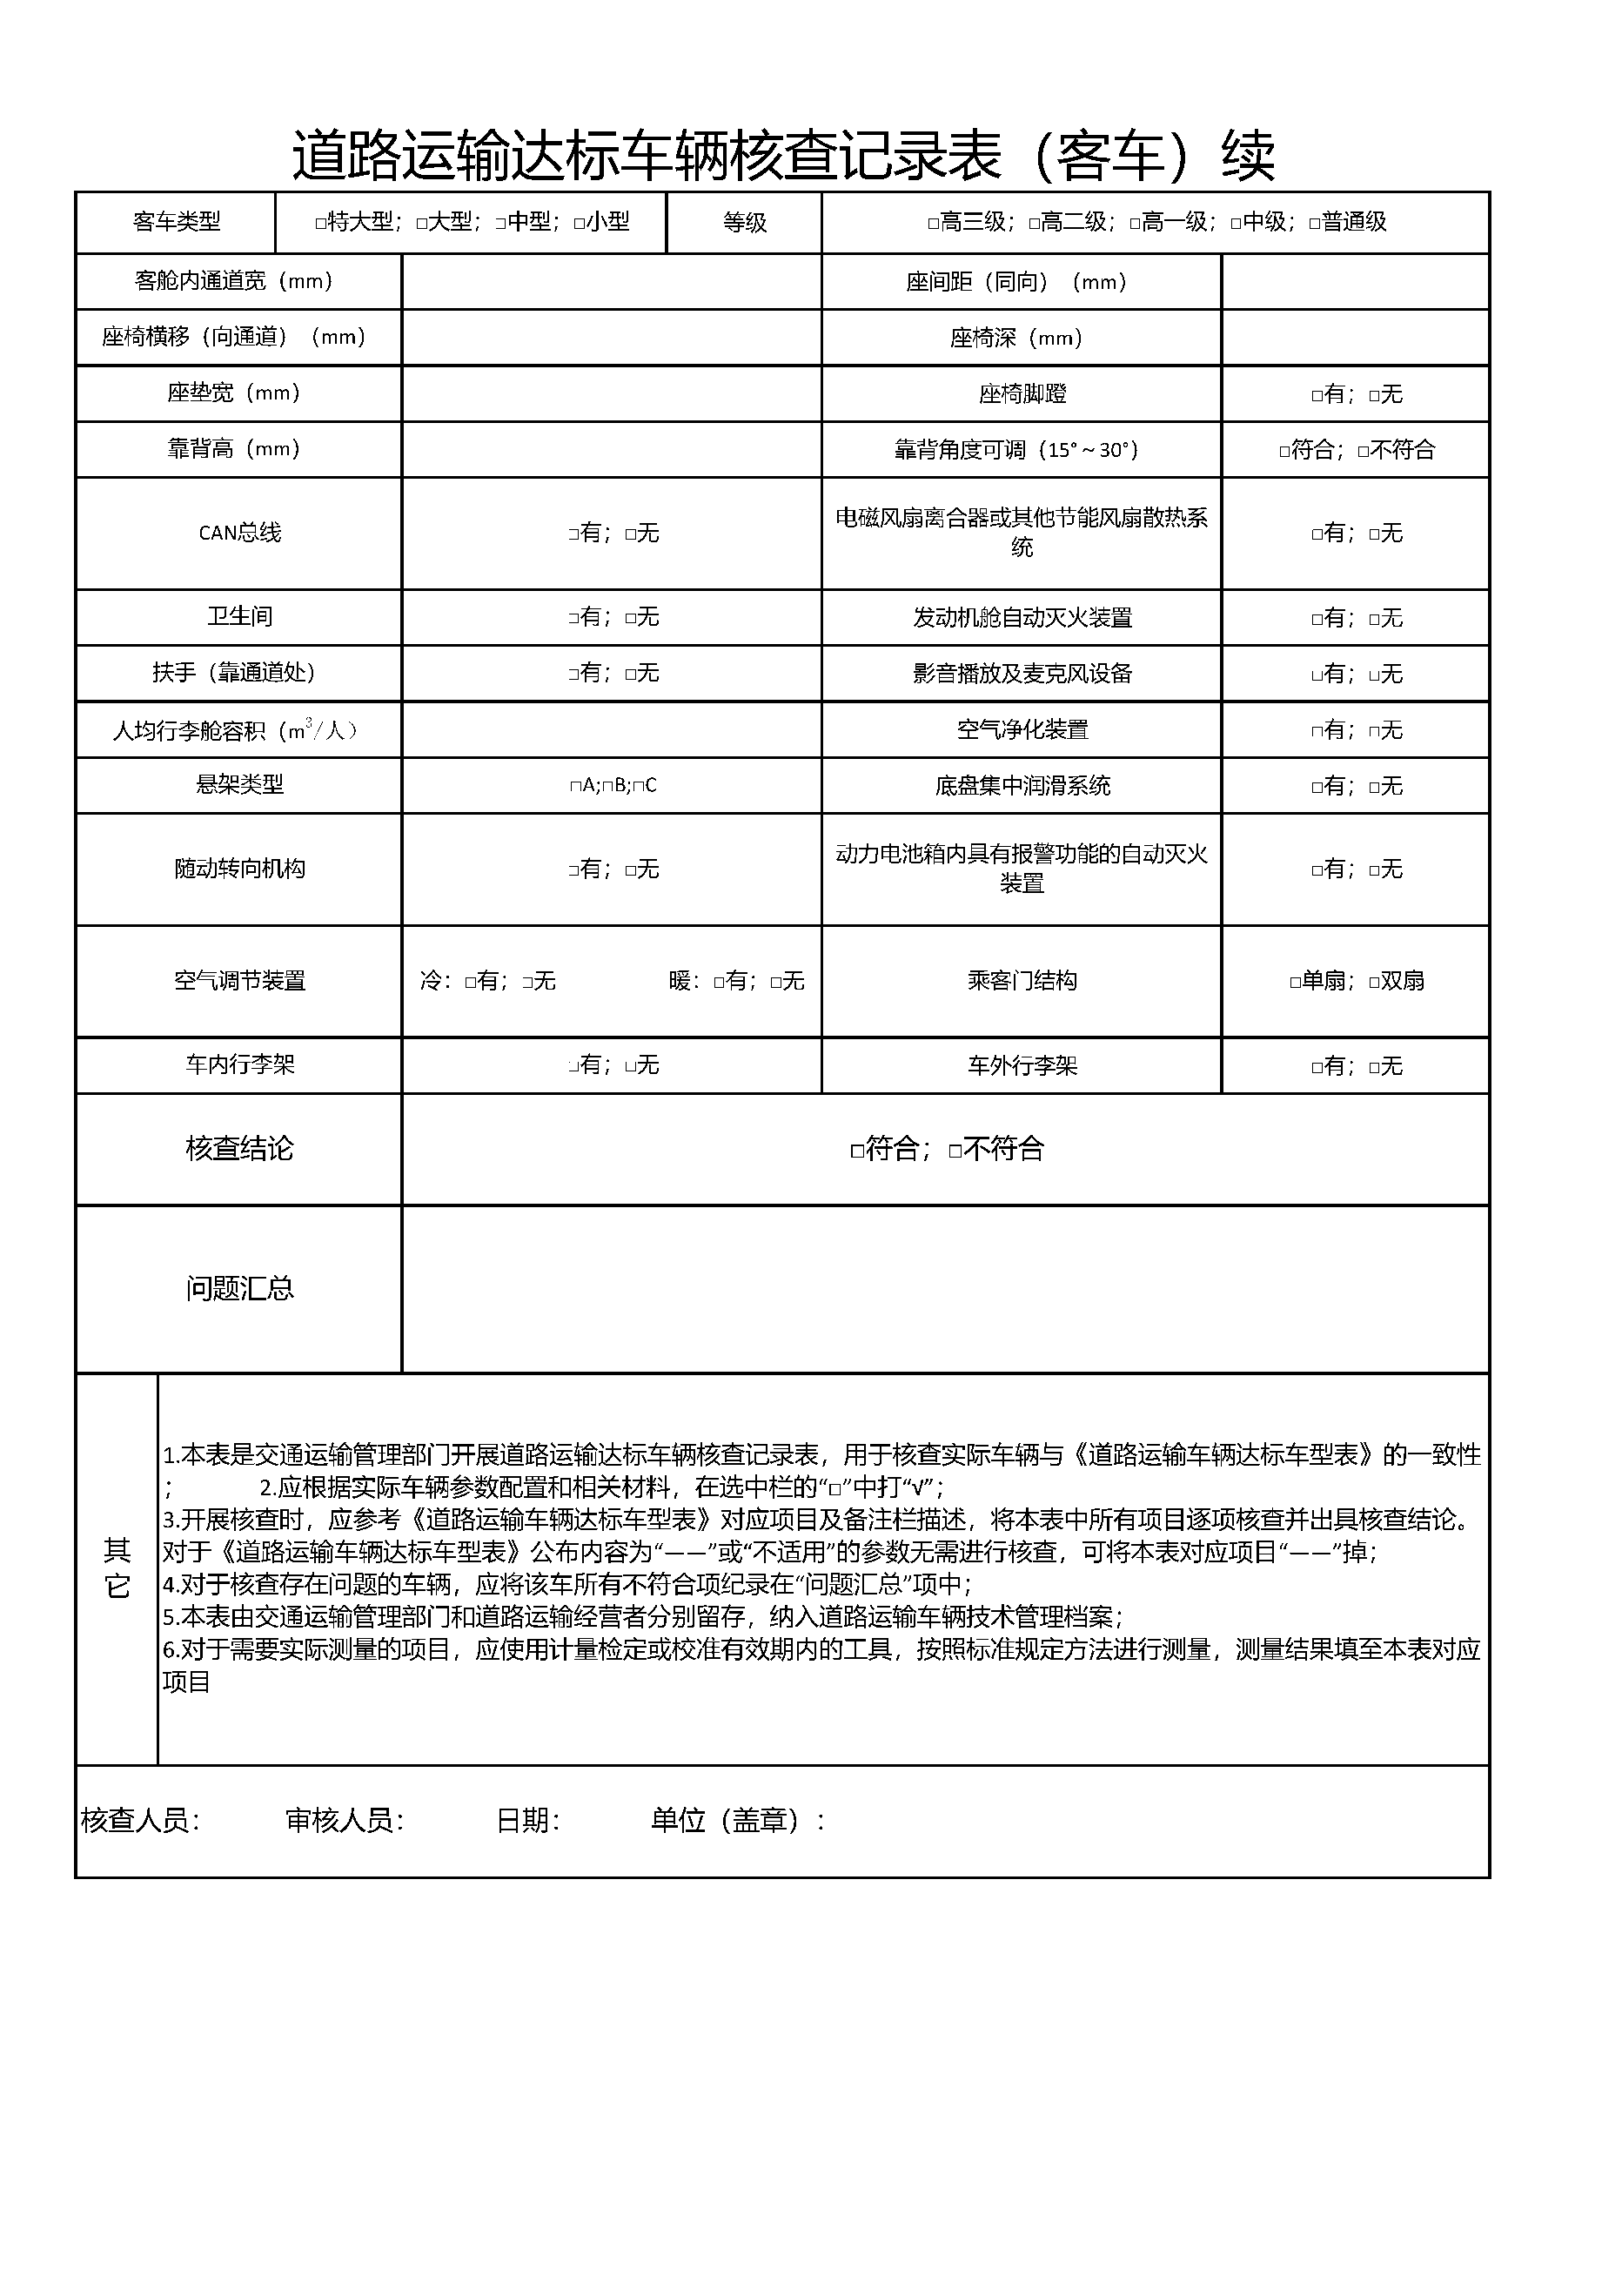 道路运输达标车辆核查记录表（客车）续
客车类型 □特大型；□大型；□中型；□小型 等级 □高三级；□高二级；□高一级；□中级；□普通级
客舱内通道宽（mm） 座间距（同向）（mm）
座椅横移（向通道）（mm） 座椅深（mm）
座垫宽（mm） 座椅脚蹬 □有；□无
靠背高（mm） 靠背角度可调（15°～30°） □符合；□不符合
CAN总线 □有；□无 电磁风扇离合器或其他节能风扇散热系
统 □有；□无
卫生间 □有；□无 发动机舱自动灭火装置 □有；□无
扶手（靠通道处） □有；□无 影音播放及麦克风设备 □有；□无
人均行李舱容积（m³/人） 空气净化装置 □有；□无
悬架类型 □A;□B;□C 底盘集中润滑系统 □有；□无
随动转向机构 □有；□无 动力电池箱内具有报警功能的自动灭火
装置 □有；□无
空气调节装置 冷：□有；□无 暖：□有；□无 乘客门结构 □单扇；□双扇
车内行李架 □有；□无 车外行李架 □有；□无
核查结论 □符合；□不符合
问题汇总
其
它
1.本表是交通运输管理部门开展道路运输达标车辆核查记录表，用于核查实际车辆与《道路运输车辆达标车型表》的一致性
； 2.应根据实际车辆参数配置和相关材料，在选中栏的“□”中打“√”；
3.开展核查时，应参考《道路运输车辆达标车型表》对应项目及备注栏描述，将本表中所有项目逐项核查并出具核查结论。
对于《道路运输车辆达标车型表》公布内容为“——”或“不适用”的参数无需进行核查，可将本表对应项目“——”掉；
4.对于核查存在问题的车辆，应将该车所有不符合项纪录在“问题汇总”项中；
5.本表由交通运输管理部门和道路运输经营者分别留存，纳入道路运输车辆技术管理档案；
6.对于需要实际测量的项目，应使用计量检定或校准有效期内的工具，按照标准规定方法进行测量，测量结果填至本表对应
项目
核查人员： 审核人员： 日期： 单位（盖章）：